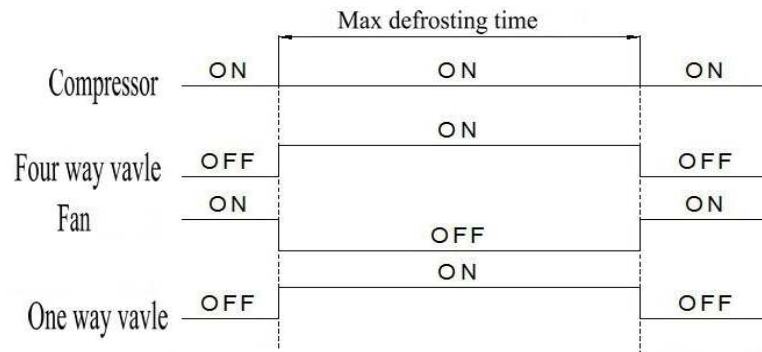 Max defrosting time
ON ON ON
Compressor
ON
Four way vavle OFF OFF
ON ON
Fan
OFF
ON
OFF OFF
One way vavle